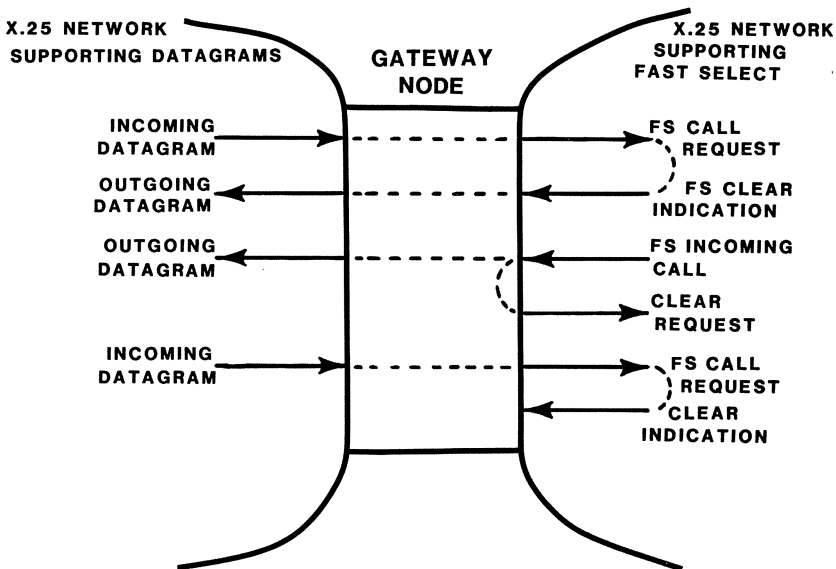 X.25 NETWORK
SUPPORTING DATAGRAMS
GATEWAY
NODE
X.25 NETWORK
SUPPORTING
FAST SELECT
INCOMING
DATAGRAM
FS CALL
REQUEST
OUTGOING
DATAGRAM
FS CLEAR
INDICATION
OUTGOING
DATAGRAM
FS INCOMING
CALL
CLEAR
REQUEST
INCOMING
DATAGRAM
FS CALL
REQUEST
CLEAR
INDICATION